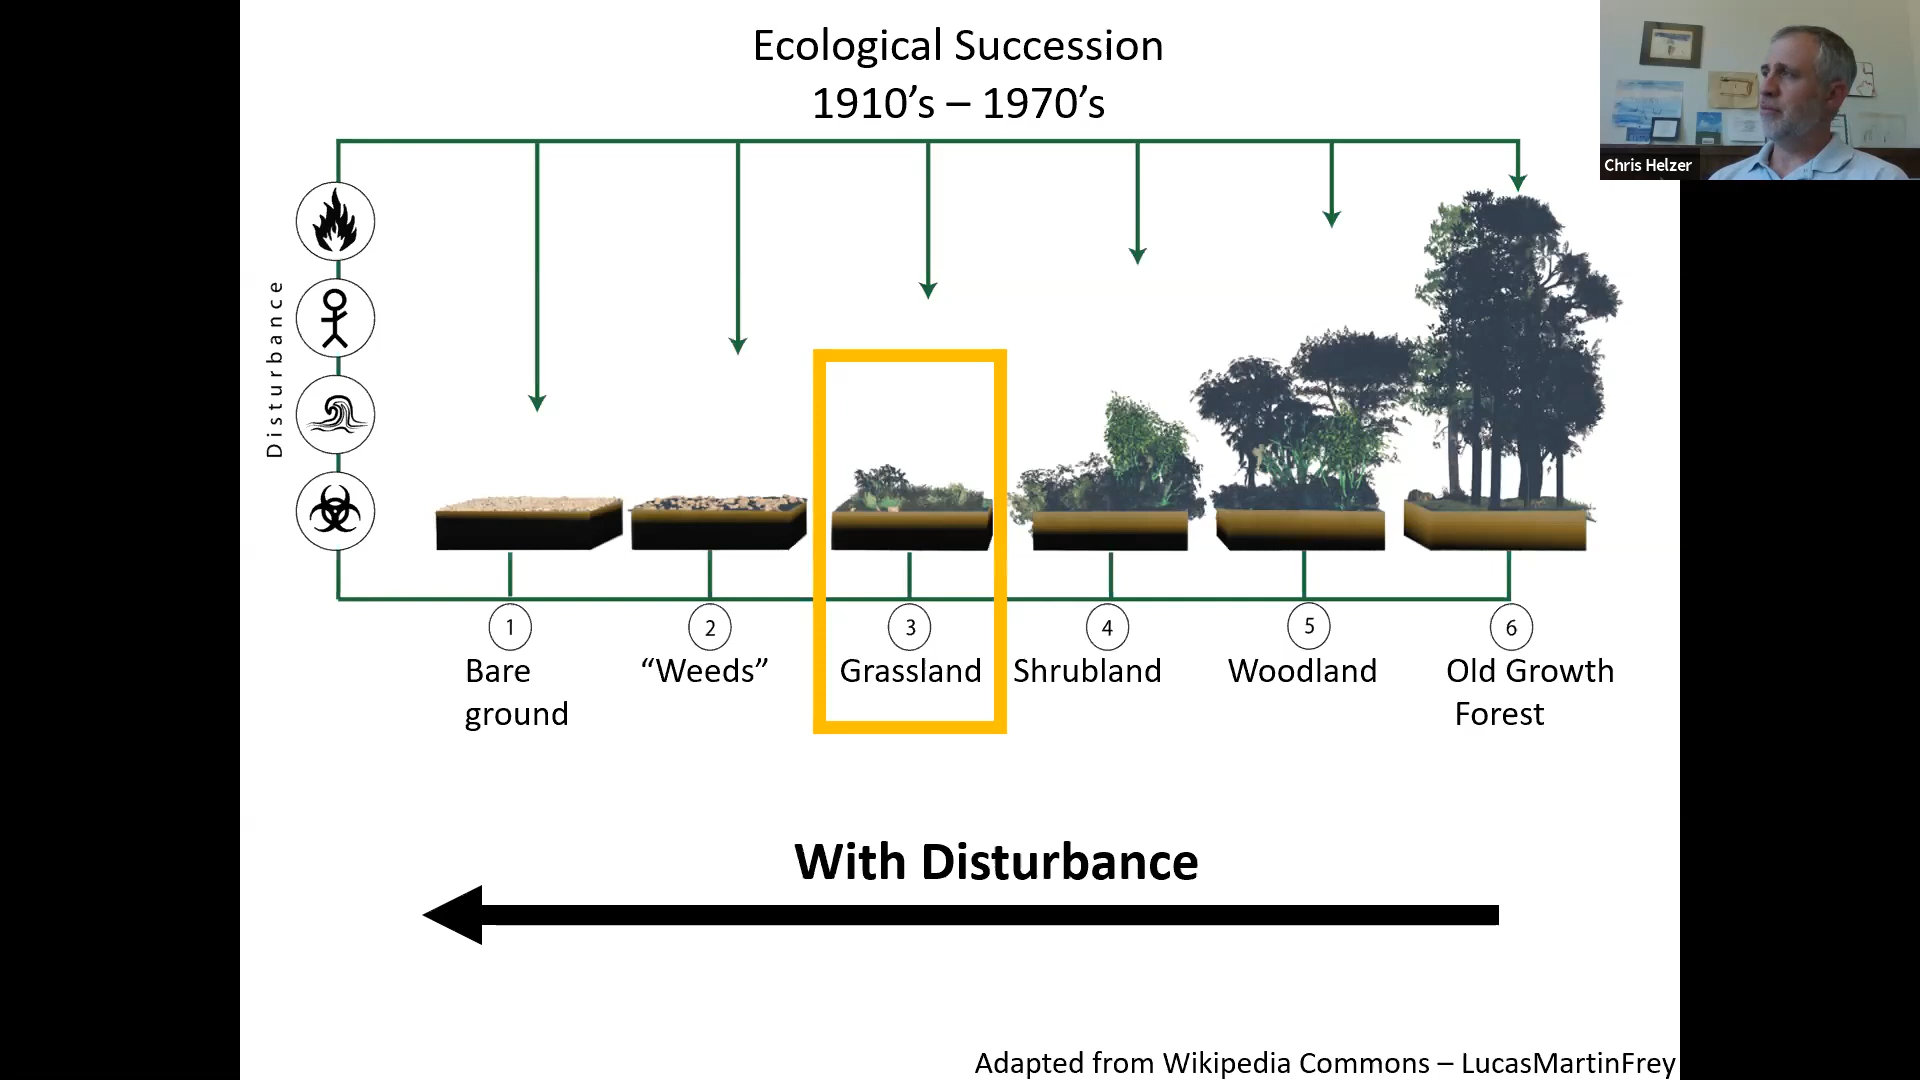 Ecological Succession
1910’s – 1970’s
Chris Helzer
Disturbance
1
2
3
4
5
6
Bare
ground
“Weeds”
Grassland
Shrubland
Woodland
Old Growth
Forest
With Disturbance
Adapted from Wikipedia Commons – LucasMartinFrey